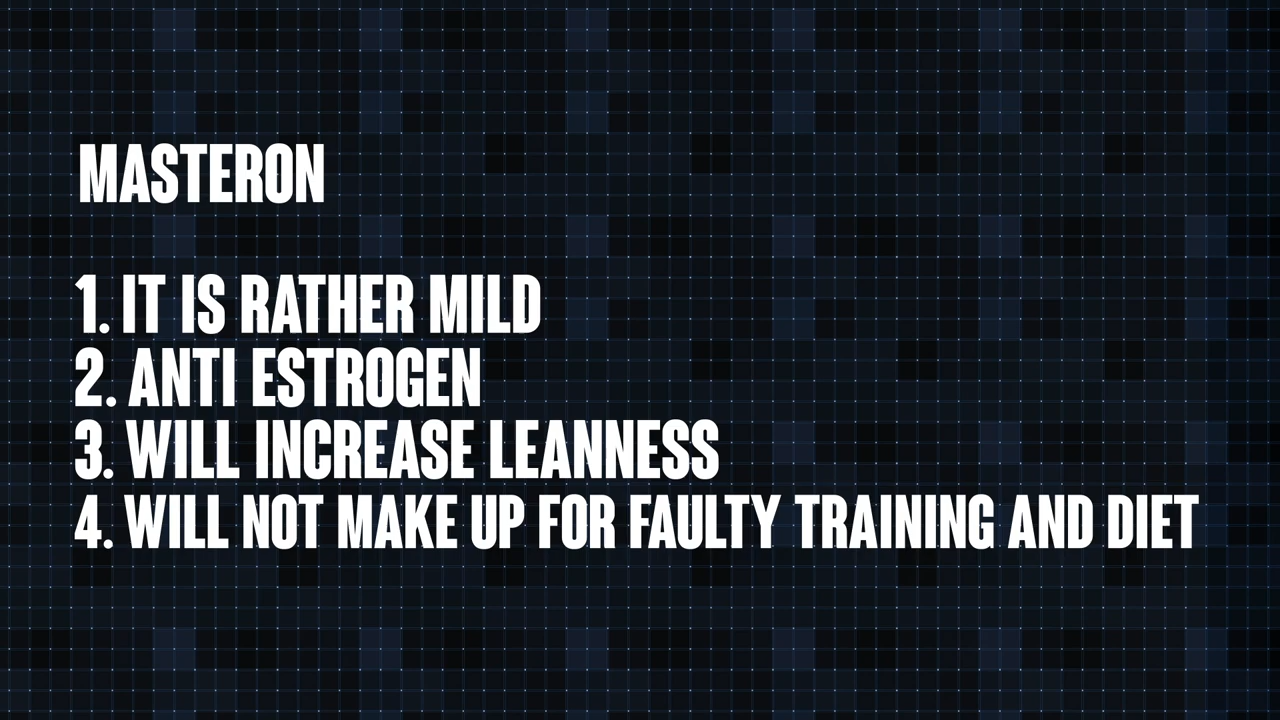 MASTERON
1. IT IS RATHER MILD
2. ANTI ESTROGEN
3. WILL INCREASE LEANNESS
4. WILL NOT MAKE UP FOR FAULTY TRAINING AND DIET